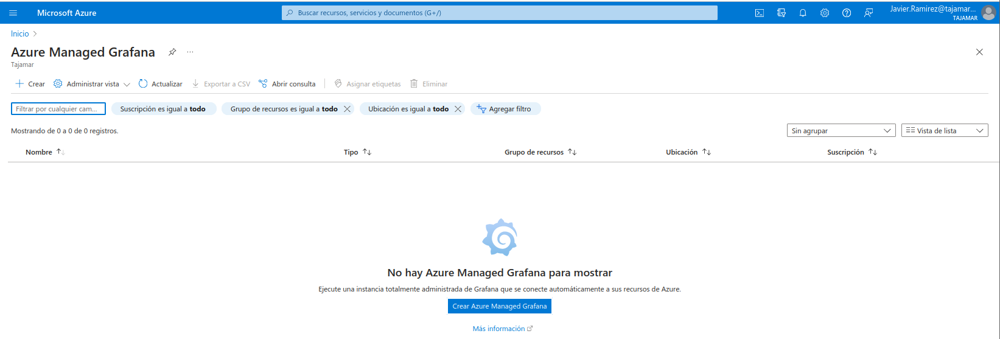 Microsoft Azure
Buscar recursos, servicios y documentos (G+/)
Javier.Ramirez@tajamar...
TAJAMAR
Inicio
Azure Managed Grafana
...
Tajamar
Crear
Administrar vista
Actualizar
Exportar a CSV
Abrir consulta
Asignar etiquetas
Eliminar
Filtrar por cualquier cam...
Suscripción es igual a todo
Grupo de recursos es igual a todo
Ubicación es igual a todo
Agregar filtro
Mostrando de 0 a 0 de 0 registros.
Sin agrupar
Vista de lista
Nombre
Tipo
Grupo de recursos
Ubicación
Suscripción
No hay Azure Managed Grafana para mostrar
Ejecute una instancia totalmente administrada de Grafana que se conecte automáticamente a sus recursos de Azure.
Crear Azure Managed Grafana
Más información